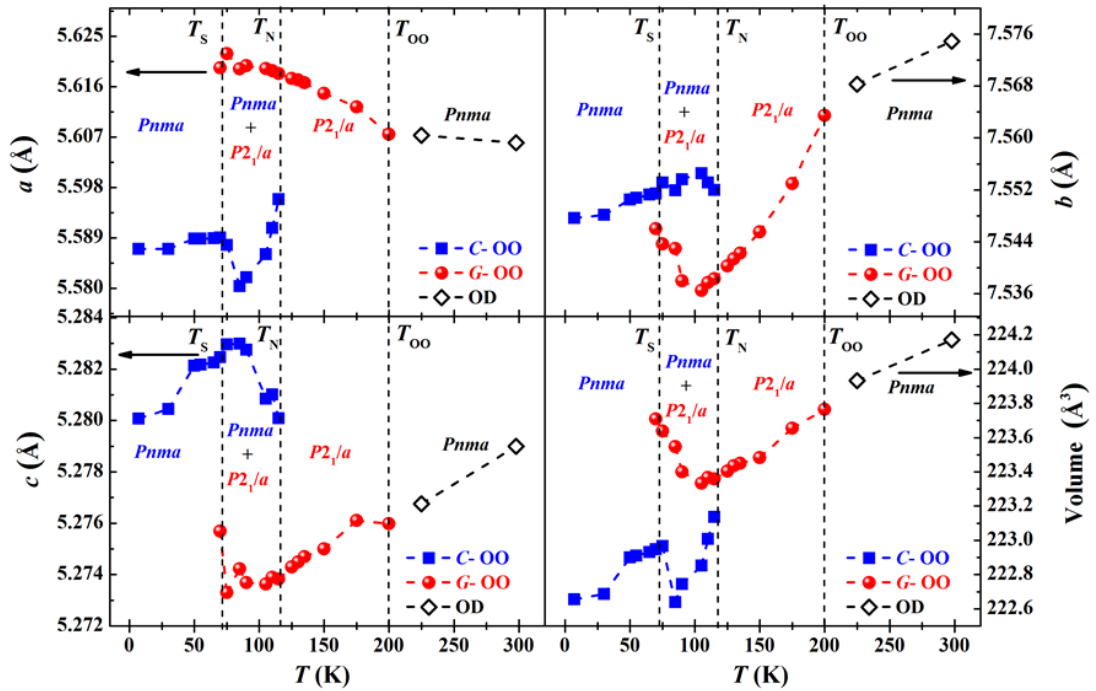 5.625
5.616
5.607
5.598
5.589
5.580
a (Å)
T_S
T_N
T_OO
Pnma
Pnma
+
P2_1/a
P2_1/a
Pnma
C- OO
G- OO
OD
7.576
7.568
7.560
7.552
7.544
7.536
b (Å)
T_S
T_N
T_OO
Pnma
Pnma
+
P2_1/a
P2_1/a
Pnma
C- OO
G- OO
OD
5.284
5.282
5.280
5.278
5.276
5.274
5.272
c (Å)
T_S
T_N
T_OO
Pnma
Pnma
+
P2_1/a
P2_1/a
Pnma
C- OO
G- OO
OD
0 50 100 150 200 250 300
T (K)
224.2
224.0
223.8
223.6
223.4
223.2
223.0
222.8
222.6
Volume (Å³)
T_S
T_N
T_OO
Pnma
Pnma
+
P2_1/a
P2_1/a
Pnma
C- OO
G- OO
OD
0 50 100 150 200 250 300
T (K)